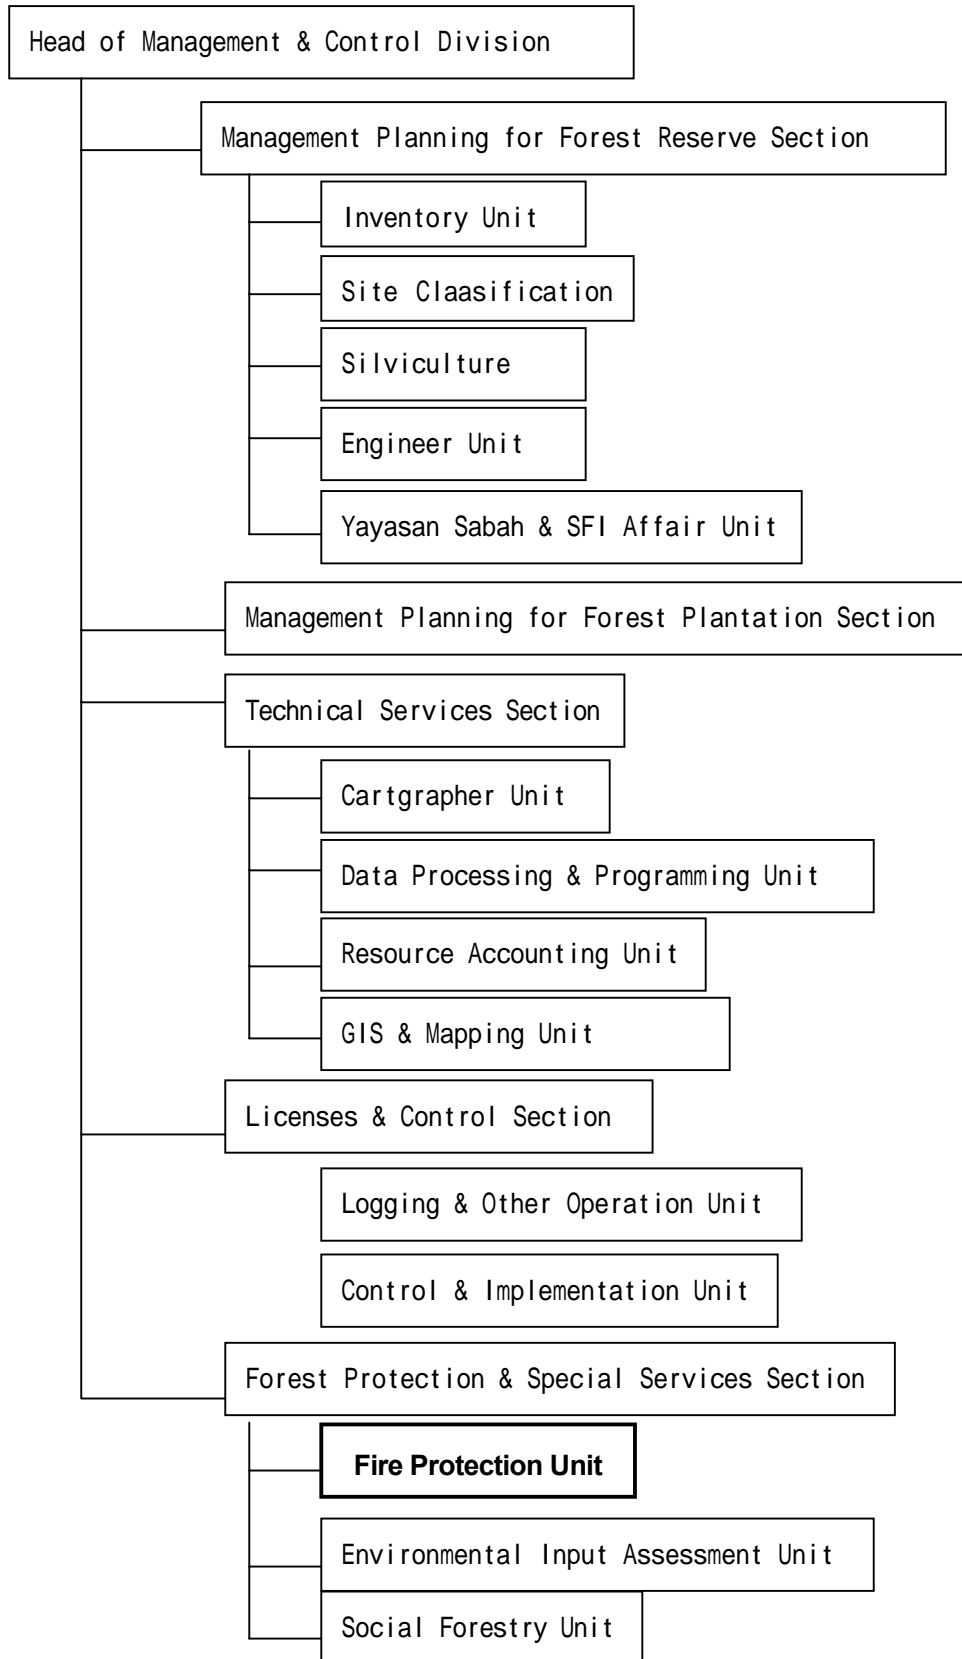 Head of Management & Control Division
Management Planning for Forest Reserve Section
Inventory Unit
Site Claasification
Silviculture
Engineer Unit
Yayasan Sabah & SFI Affair Unit
Management Planning for Forest Plantation Section
Technical Services Section
Cartgrapher Unit
Data Processing & Programming Unit
Resource Accounting Unit
GIS & Mapping Unit
Licenses & Control Section
Logging & Other Operation Unit
Control & Implementation Unit
Forest Protection & Special Services Section
Fire Protection Unit
Environmental Input Assessment Unit
Social Forestry Unit